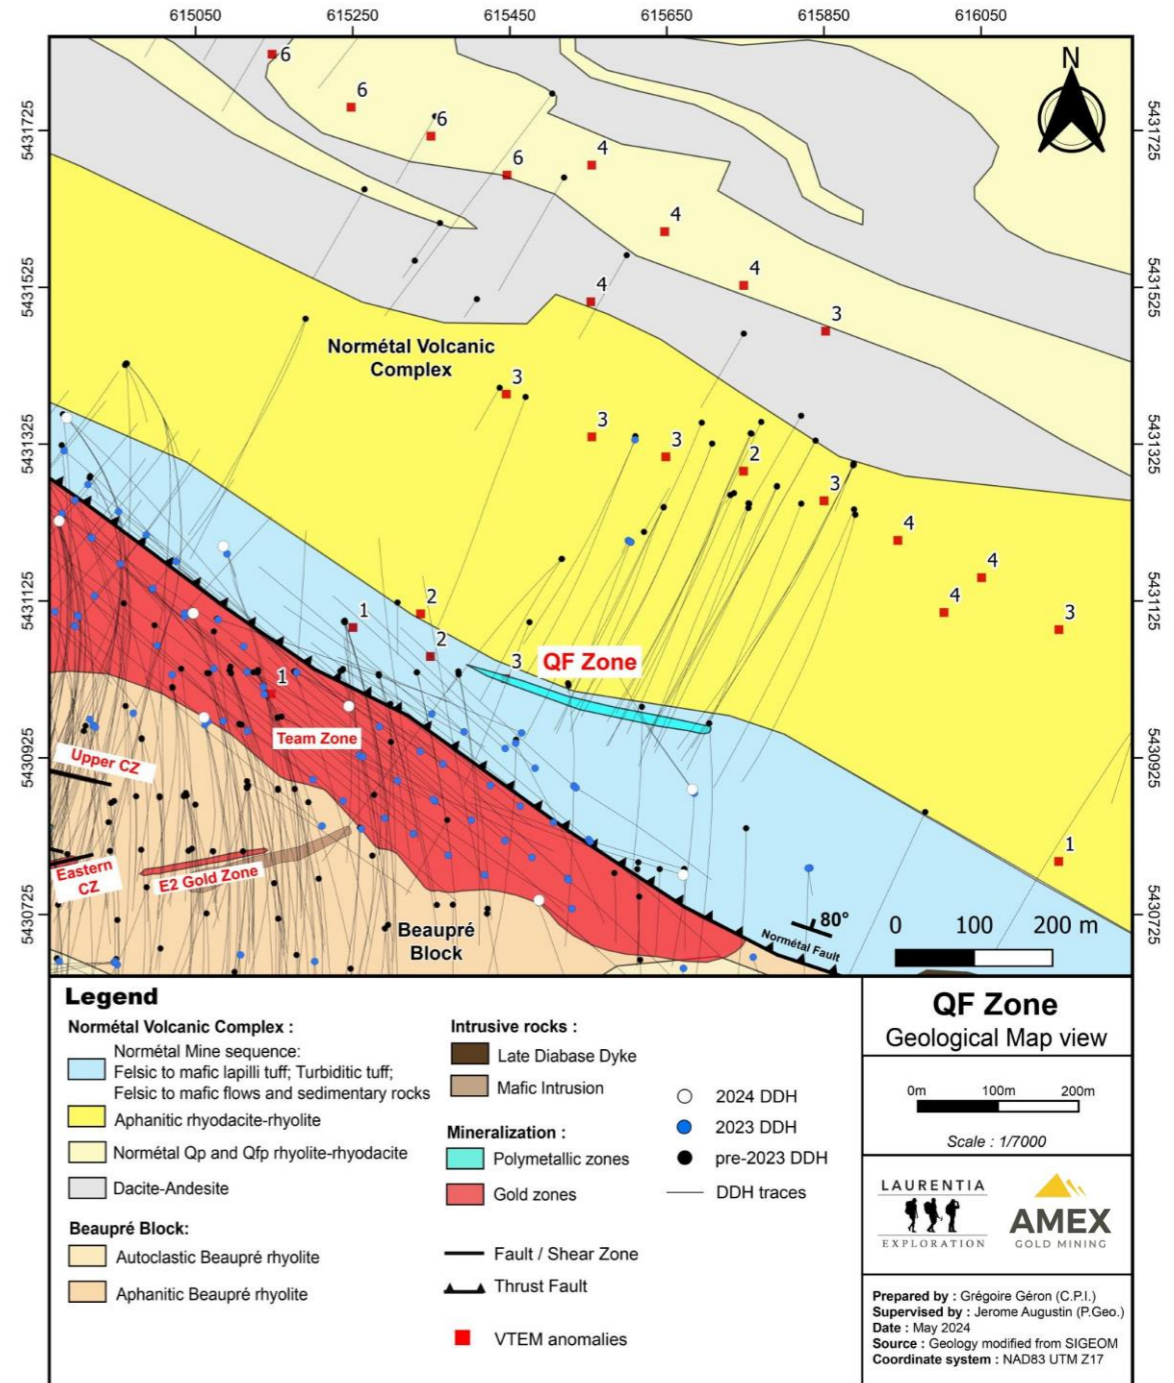 615050 615250 615450 615650 615850 616050
N
6
6
6
6
4
5431725 5431725
4
4
4
3
5431525 5431525
Normétal Volcanic
Complex
3
3
3
2
3
5431325 5431325
4
4
4
3
5431125 5431125
1
2
2
3
QF Zone
1
Team Zone
5430925 5430925
Upper CZ
1
Eastern
CZ
E2 Gold Zone
Beaupré
Block
80°
Normétal Fault
0 100 200 m
5430725 5430725
Legend
Normétal Volcanic Complex :
Normétal Mine sequence:
Felsic to mafic lapilli tuff; Turbiditic tuff;
Felsic to mafic flows and sedimentary rocks
Aphanitic rhyodacite-rhyolite
Normétal Qp and Qfp rhyolite-rhyodacite
Dacite-Andesite
Beaupré Block:
Autoclastic Beaupré rhyolite
Aphanitic Beaupré rhyolite
Intrusive rocks :
Late Diabase Dyke
Mafic Intrusion
Mineralization :
Polymetallic zones
Gold zones
Fault / Shear Zone
Thrust Fault
VTEM anomalies
2024 DDH
2023 DDH
pre-2023 DDH
DDH traces
QF Zone
Geological Map view
0m 100m 200m
Scale : 1/7000
LAURENTIA
EXPLORATION
AMEX
GOLD MINING
Prepared by : Grégoire Géron (C.P.I.)
Supervised by : Jerome Augustin (P.Geo.)
Date : May 2024
Source : Geology modified from SIGEOM
Coordinate system : NAD83 UTM Z17